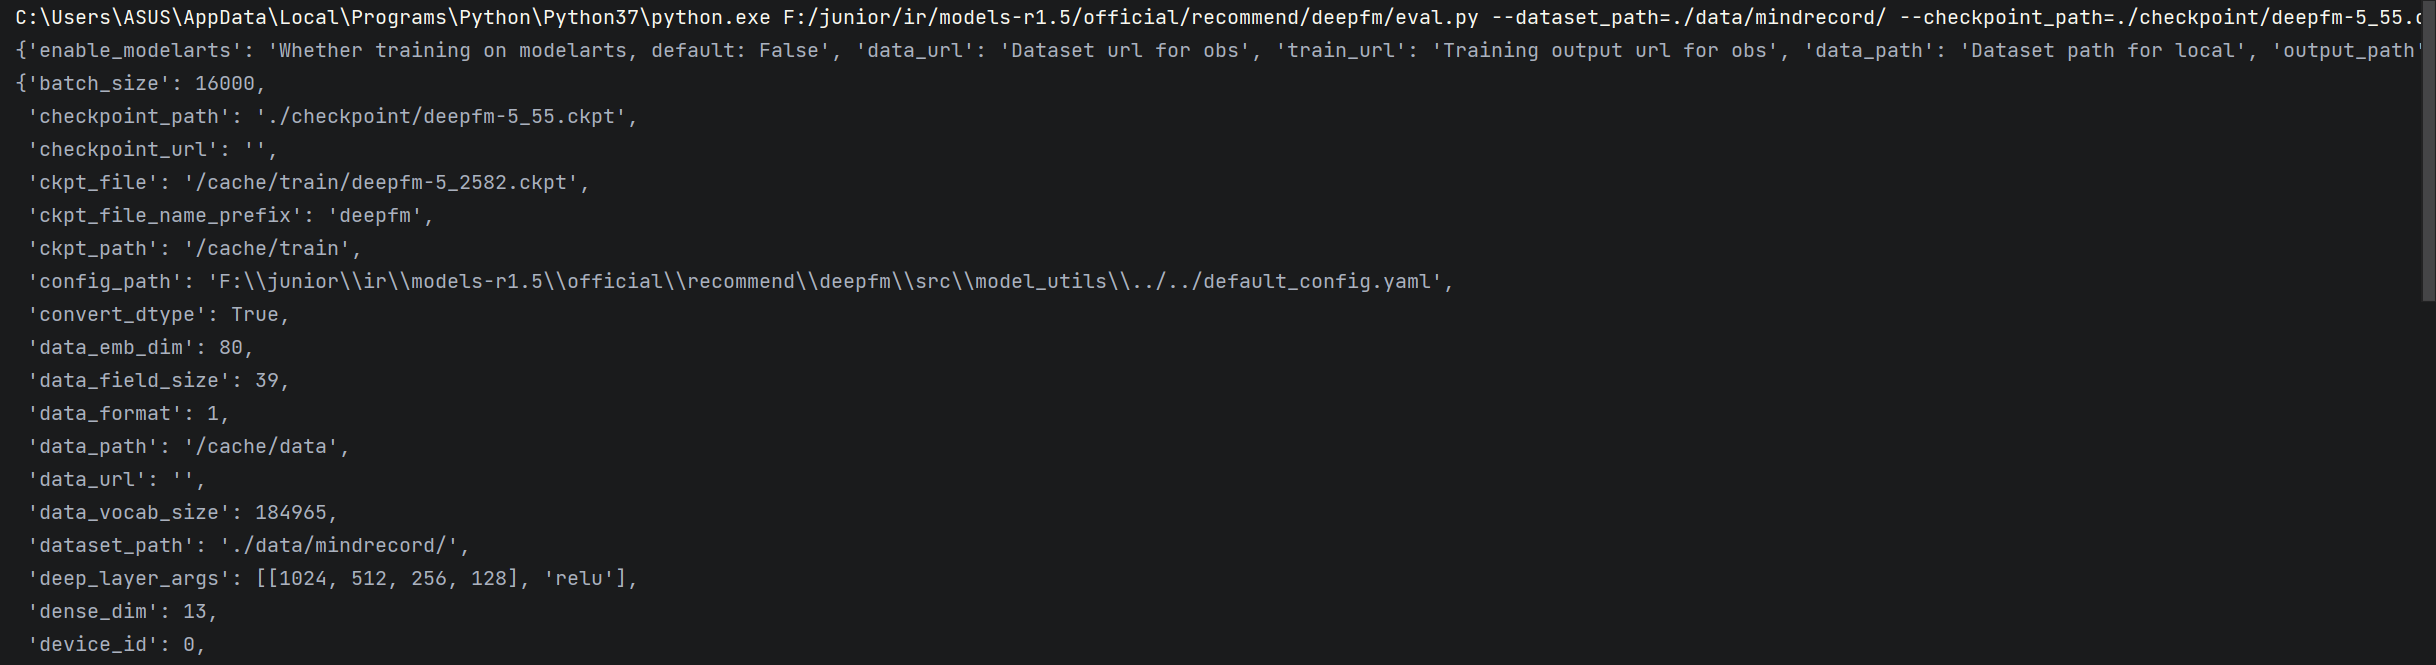 C:\Users\ASUS\AppData\Local\Programs\Python\Python37\python.exe F:/junior/ir/models-r1.5/official/recommend/deepfm/eval.py --dataset_path=./data/mindrecord/ --checkpoint_path=./checkpoint/deepfm-5_55.c
{'enable_modelarts': 'Whether training on modelarts, default: False', 'data_url': 'Dataset url for obs', 'train_url': 'Training output url for obs', 'data_path': 'Dataset path for local', 'output_path'
{'batch_size': 16000,
 'checkpoint_path': './checkpoint/deepfm-5_55.ckpt',
 'checkpoint_url': '',
 'ckpt_file': '/cache/train/deepfm-5_2582.ckpt',
 'ckpt_file_name_prefix': 'deepfm',
 'ckpt_path': '/cache/train',
 'config_path': 'F:\\junior\\ir\\models-r1.5\\official\\recommend\\deepfm\\src\\model_utils\\../../default_config.yaml',
 'convert_dtype': True,
 'data_emb_dim': 80,
 'data_field_size': 39,
 'data_format': 1,
 'data_path': '/cache/data',
 'data_url': '',
 'data_vocab_size': 184965,
 'dataset_path': './data/mindrecord/',
 'deep_layer_args': [[1024, 512, 256, 128], 'relu'],
 'dense_dim': 13,
 'device_id': 0,